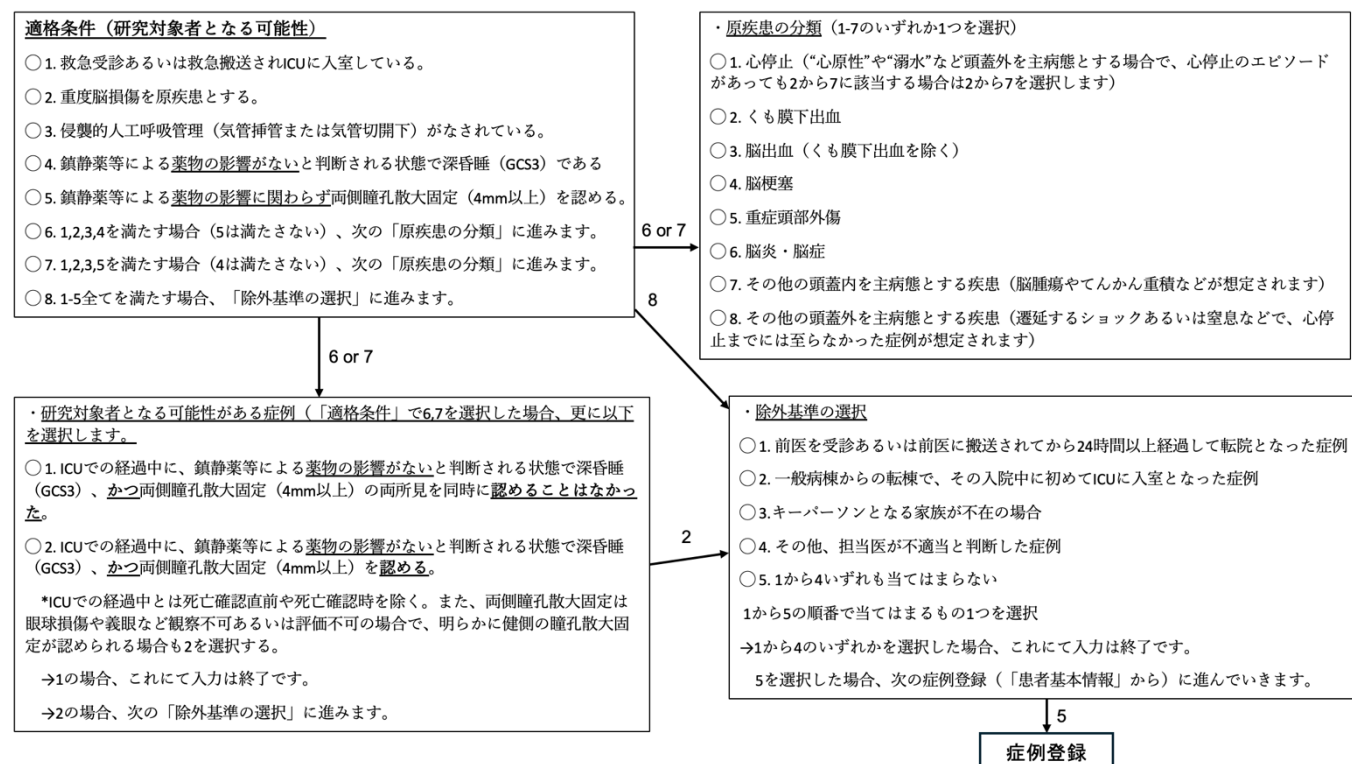 適格条件（研究対象者となる可能性）
○1. 救急受診あるいは救急搬送されICUに入室している。
○2. 重度脳損傷を原疾患とする。
○3. 侵襲的人工呼吸管理（気管挿管または気管切開下）がなされている。
○4. 鎮静薬等による薬物の影響がないと判断される状態で深昏睡（GCS3）である
○5. 鎮静薬等による薬物の影響に関わらず両側瞳孔散大固定（4mm以上）を認める。
○6. 1,2,3,4を満たす場合（5は満たさない）、次の「原疾患の分類」に進みます。
○7. 1,2,3,5を満たす場合（4は満たさない）、次の「原疾患の分類」に進みます。
○8. 1-5全てを満たす場合、「除外基準の選択」に進みます。
6 or 7
8
6 or 7
・原疾患の分類（1-7のいずれか1つを選択）
○1. 心停止（“心原性”や“溺水”など頭蓋外を主病態とする場合で、心停止のエピソード
があっても2から7に該当する場合は2から7を選択します）
○2. くも膜下出血
○3. 脳出血（くも膜下出血を除く）
○4. 脳梗塞
○5. 重症頭部外傷
○6. 脳炎・脳症
○7. その他の頭蓋内を主病態とする疾患（脳腫瘍やてんかん重積などが想定されます）
○8. その他の頭蓋外を主病態とする疾患（遷延するショックあるいは窒息などで、心停
止までには至らなかった症例が想定されます）
・研究対象者となる可能性がある症例（「適格条件」で6,7を選択した場合、更に以下
を選択します。
○1. ICUでの経過中に、鎮静薬等による薬物の影響がないと判断される状態で深昏睡
（GCS3）、かつ両側瞳孔散大固定（4mm以上）の両所見を同時に認めることはなかっ
た。
○2. ICUでの経過中に、鎮静薬等による薬物の影響がないと判断される状態で深昏睡
（GCS3）、かつ両側瞳孔散大固定（4mm以上）を認める。
*ICUでの経過中とは死亡確認直前や死亡確認時を除く。また、両側瞳孔散大固定は
眼球損傷や義眼など観察不可あるいは評価不可の場合で、明らかに健側の瞳孔散大固
定が認められる場合も2を選択する。
→1の場合、これにて入力は終了です。
→2の場合、次の「除外基準の選択」に進みます。
2
・除外基準の選択
○1. 前医を受診あるいは前医に搬送されてから24時間以上経過して転院となった症例
○2. 一般病棟からの転棟で、その入院中に初めてICUに入室となった症例
○3.キーパーソンとなる家族が不在の場合
○4. その他、担当医が不適当と判断した症例
○5. 1から4いずれも当てはまらない
1から5の順番で当てはまるもの1つを選択
→1から4のいずれかを選択した場合、これにて入力は終了です。
5を選択した場合、次の症例登録（「患者基本情報」から）に進んでいきます。
5
症例登録